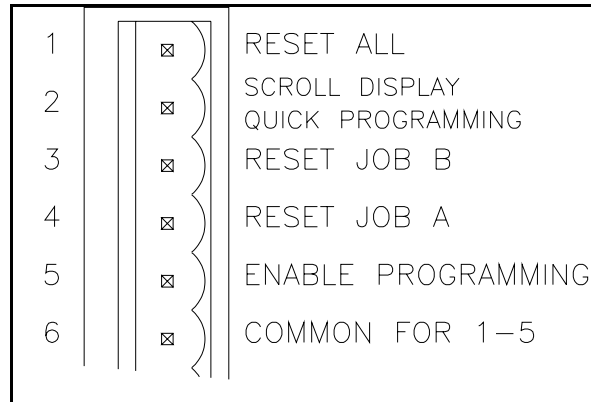 1 RESET ALL
2 SCROLL DISPLAY
QUICK PROGRAMMING
3 RESET JOB B
4 RESET JOB A
5 ENABLE PROGRAMMING
6 COMMON FOR 1-5